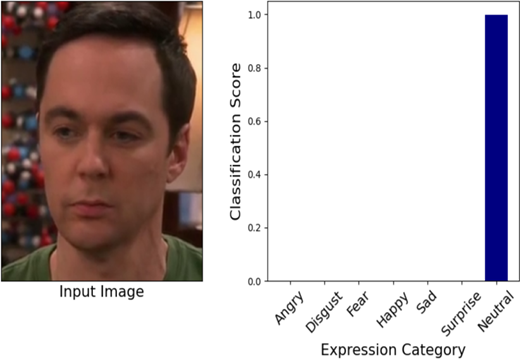 Input Image
Classification Score
1.0
0.8
0.6
0.4
0.2
0.0
Angry
Disgust
Fear
Happy
Sad
Surprise
Neutral
Expression Category